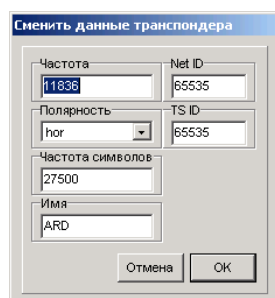 Сменить данные транспондера
Частота
Net ID
11836
65535
Полярность
TS ID
hor
65535
Частота символов
27500
Имя
ARD
Отмена
OK